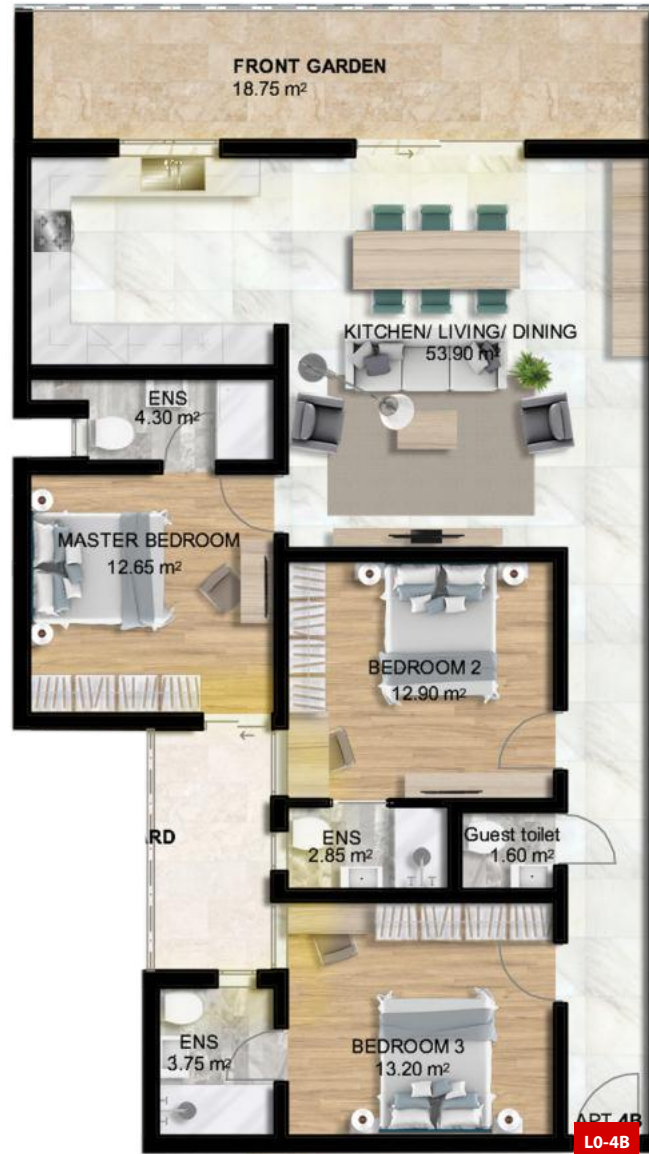 FRONT GARDEN
18.75 m²
KITCHEN/ LIVING/ DINING
53.90 m²
ENS
4.30 m²
MASTER BEDROOM
12.65 m²
BEDROOM 2
12.90 m²
RD
ENS
2.85 m²
Guest toilet
1.60 m²
ENS
3.75 m²
BEDROOM 3
13.20 m²
APT 4B
L0-4B